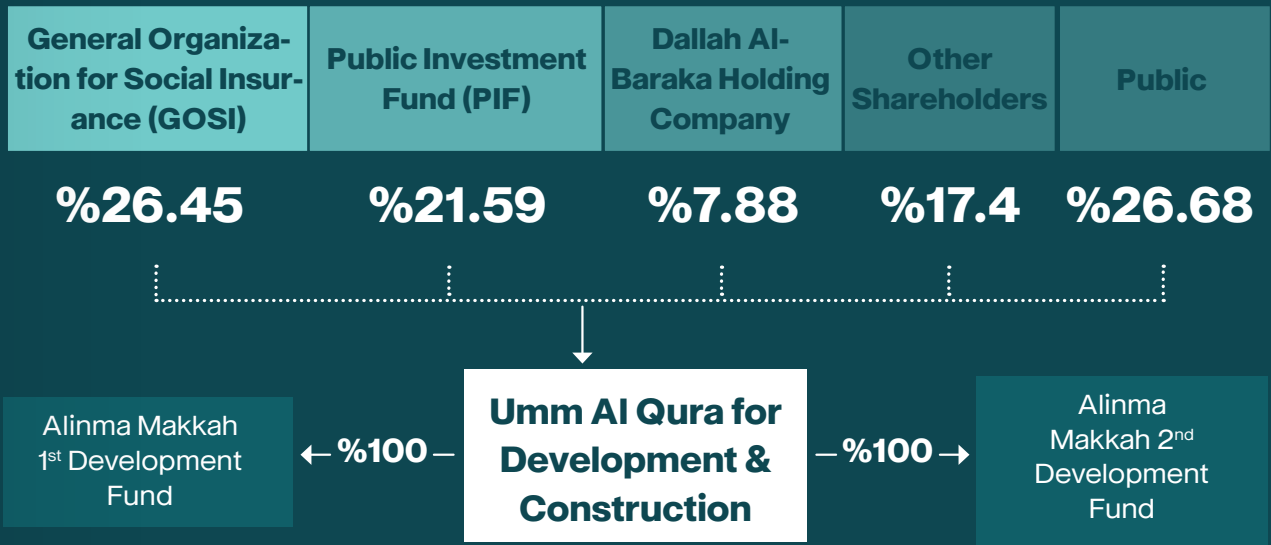 General Organiza-
tion for Social Insur-
ance (GOSI)
Public Investment
Fund (PIF)
Dallah Al-
Baraka Holding
Company
Other
Shareholders
Public
%26.45
%21.59
%7.88
%17.4
%26.68
Alinma Makkah
1st Development
Fund
%100
Umm Al Qura for
Development &
Construction
%100
Alinma
Makkah 2nd
Development
Fund